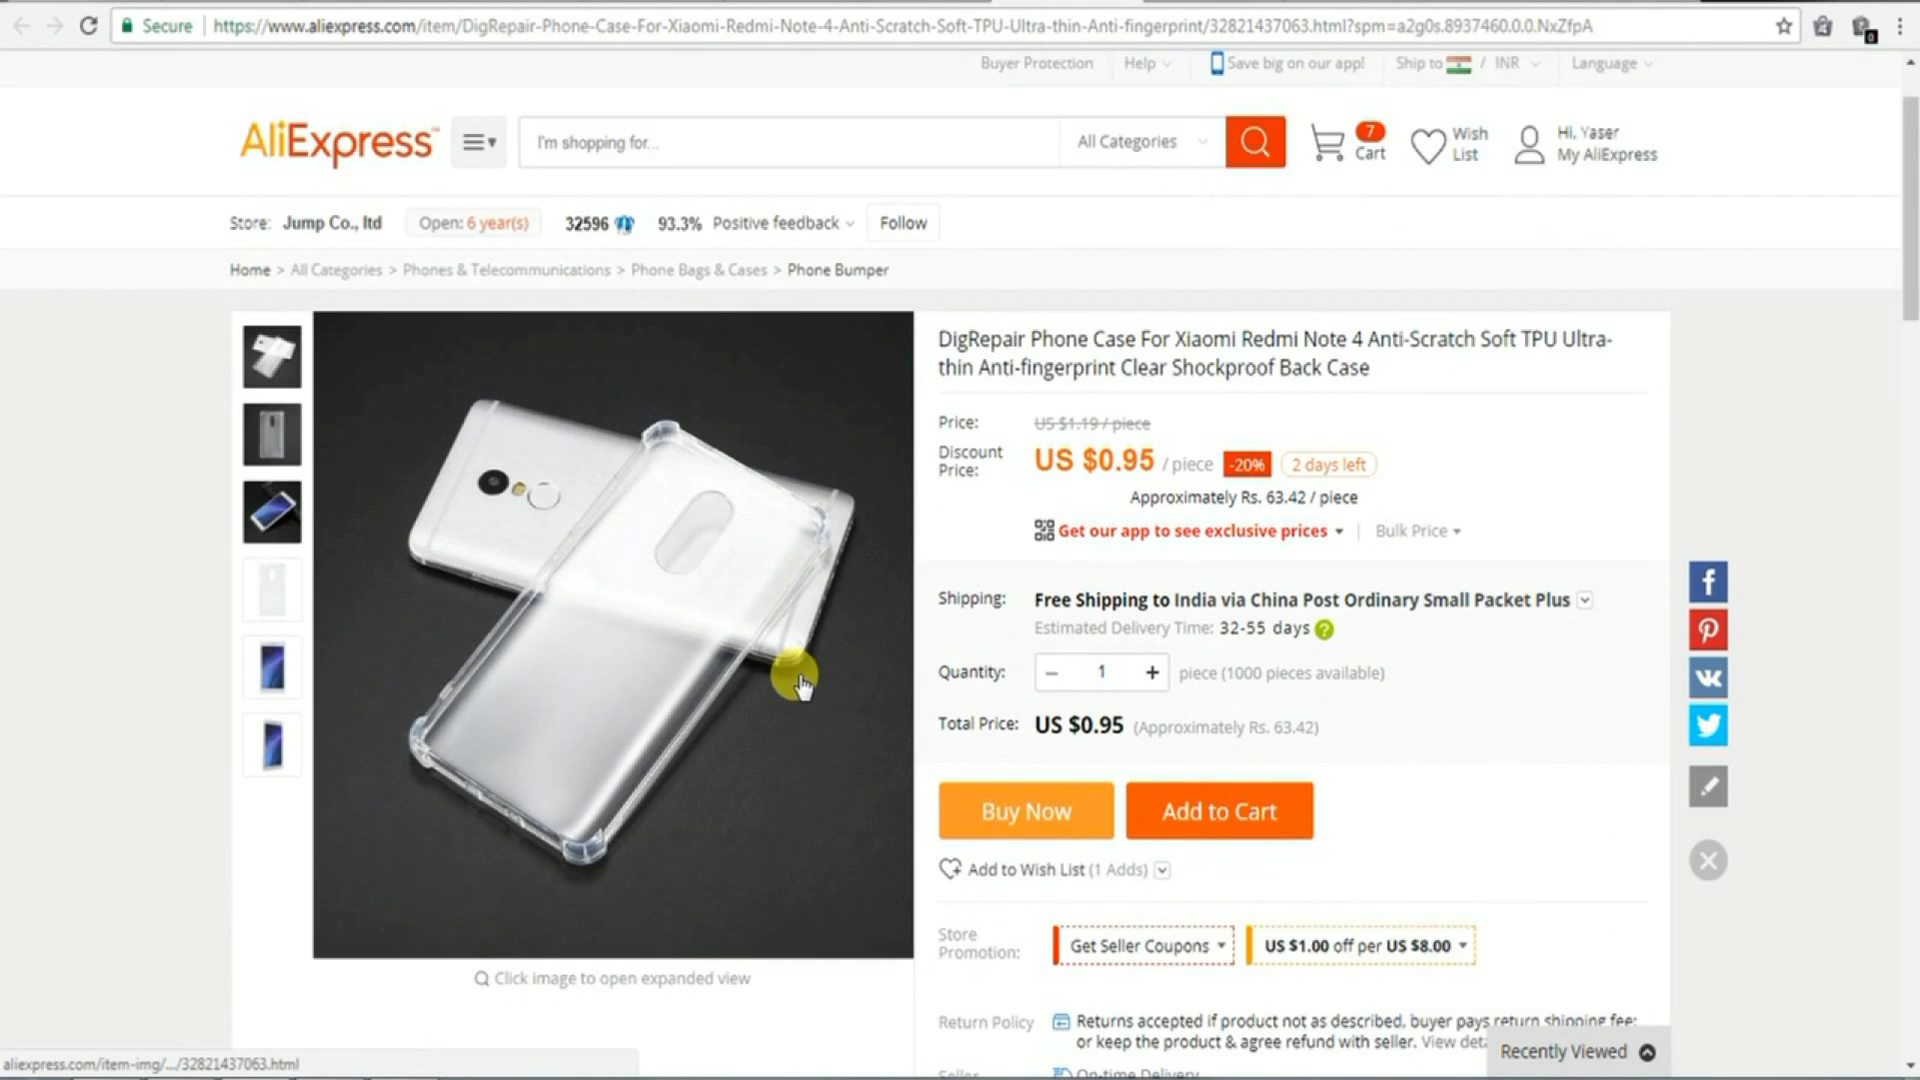 Secure https://www.aliexpress.com/item/DigRepair-Phone-Case-For-Xiaomi-Redmi-Note-4-Anti-Scratch-Soft-TPU-Ultra-thin-Anti-fingerprint/32821437063.html?spm=a2g0s.8937460.0.0.NxZfpA
0
Buyer Protection Help Save big on our app! Ship to / INR Language
AliExpress™ I'm shopping for... All Categories 7 Cart Wish List Hi, Yaser My AliExpress
Store: Jump Co., ltd Open: 6 year(s) 32596 93.3% Positive feedback Follow
Home > All Categories > Phones & Telecommunications > Phone Bags & Cases > Phone Bumper
DigRepair Phone Case For Xiaomi Redmi Note 4 Anti-Scratch Soft TPU Ultra-
thin Anti-fingerprint Clear Shockproof Back Case
Price: US $1.19 / piece
Discount Price: US $0.95 / piece -20% 2 days left
Approximately Rs. 63.42 / piece
Get our app to see exclusive prices Bulk Price
Shipping: Free Shipping to India via China Post Ordinary Small Packet Plus
Estimated Delivery Time: 32-55 days ?
Quantity: − 1 + piece (1000 pieces available)
Total Price: US $0.95 (Approximately Rs. 63.42)
Buy Now Add to Cart
Add to Wish List (1 Adds)
Store Promotion: Get Seller Coupons US $1.00 off per US $8.00
Click image to open expanded view
Return Policy Returns accepted if product not as described, buyer pays return shipping fee;
or keep the product & agree refund with seller. View deta
Recently Viewed
Seller On-time Delivery
aliexpress.com/item-img/.../32821437063.html